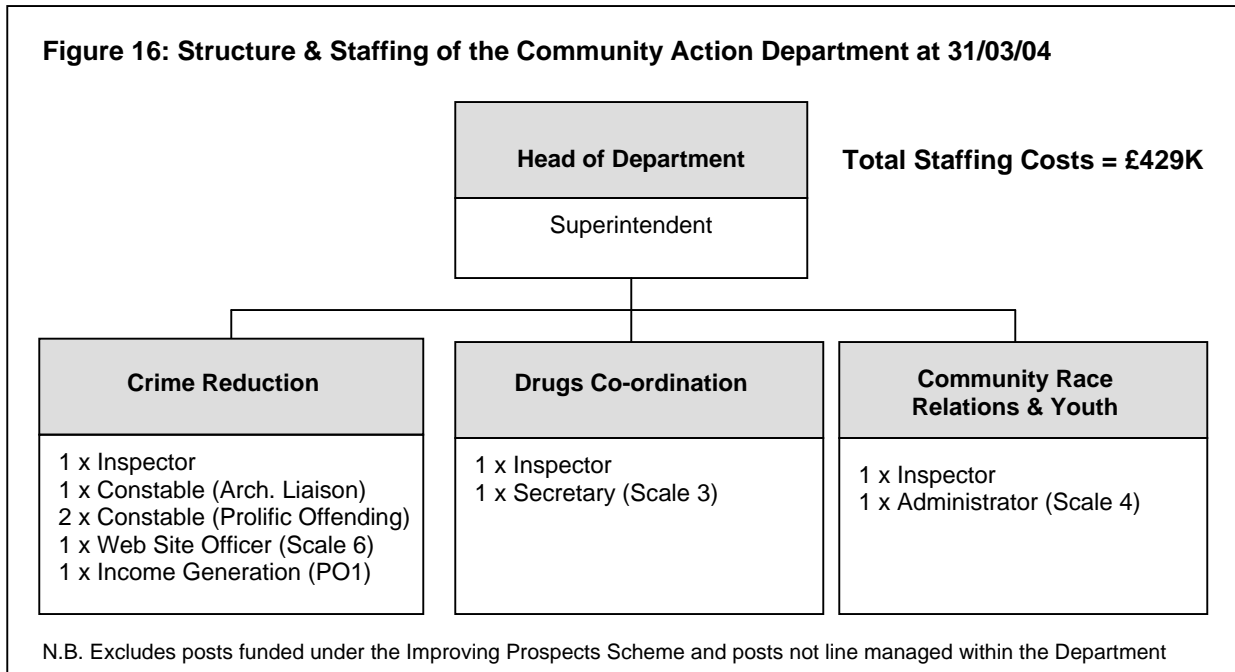 Figure 16: Structure & Staffing of the Community Action Department at 31/03/04
Head of Department
Total Staffing Costs = £429K
Superintendent
Crime Reduction
1 x Inspector
1 x Constable (Arch. Liaison)
2 x Constable (Prolific Offending)
1 x Web Site Officer (Scale 6)
1 x Income Generation (PO1)
Drugs Co-ordination
1 x Inspector
1 x Secretary (Scale 3)
Community Race
Relations & Youth
1 x Inspector
1 x Administrator (Scale 4)
N.B. Excludes posts funded under the Improving Prospects Scheme and posts not line managed within the Department